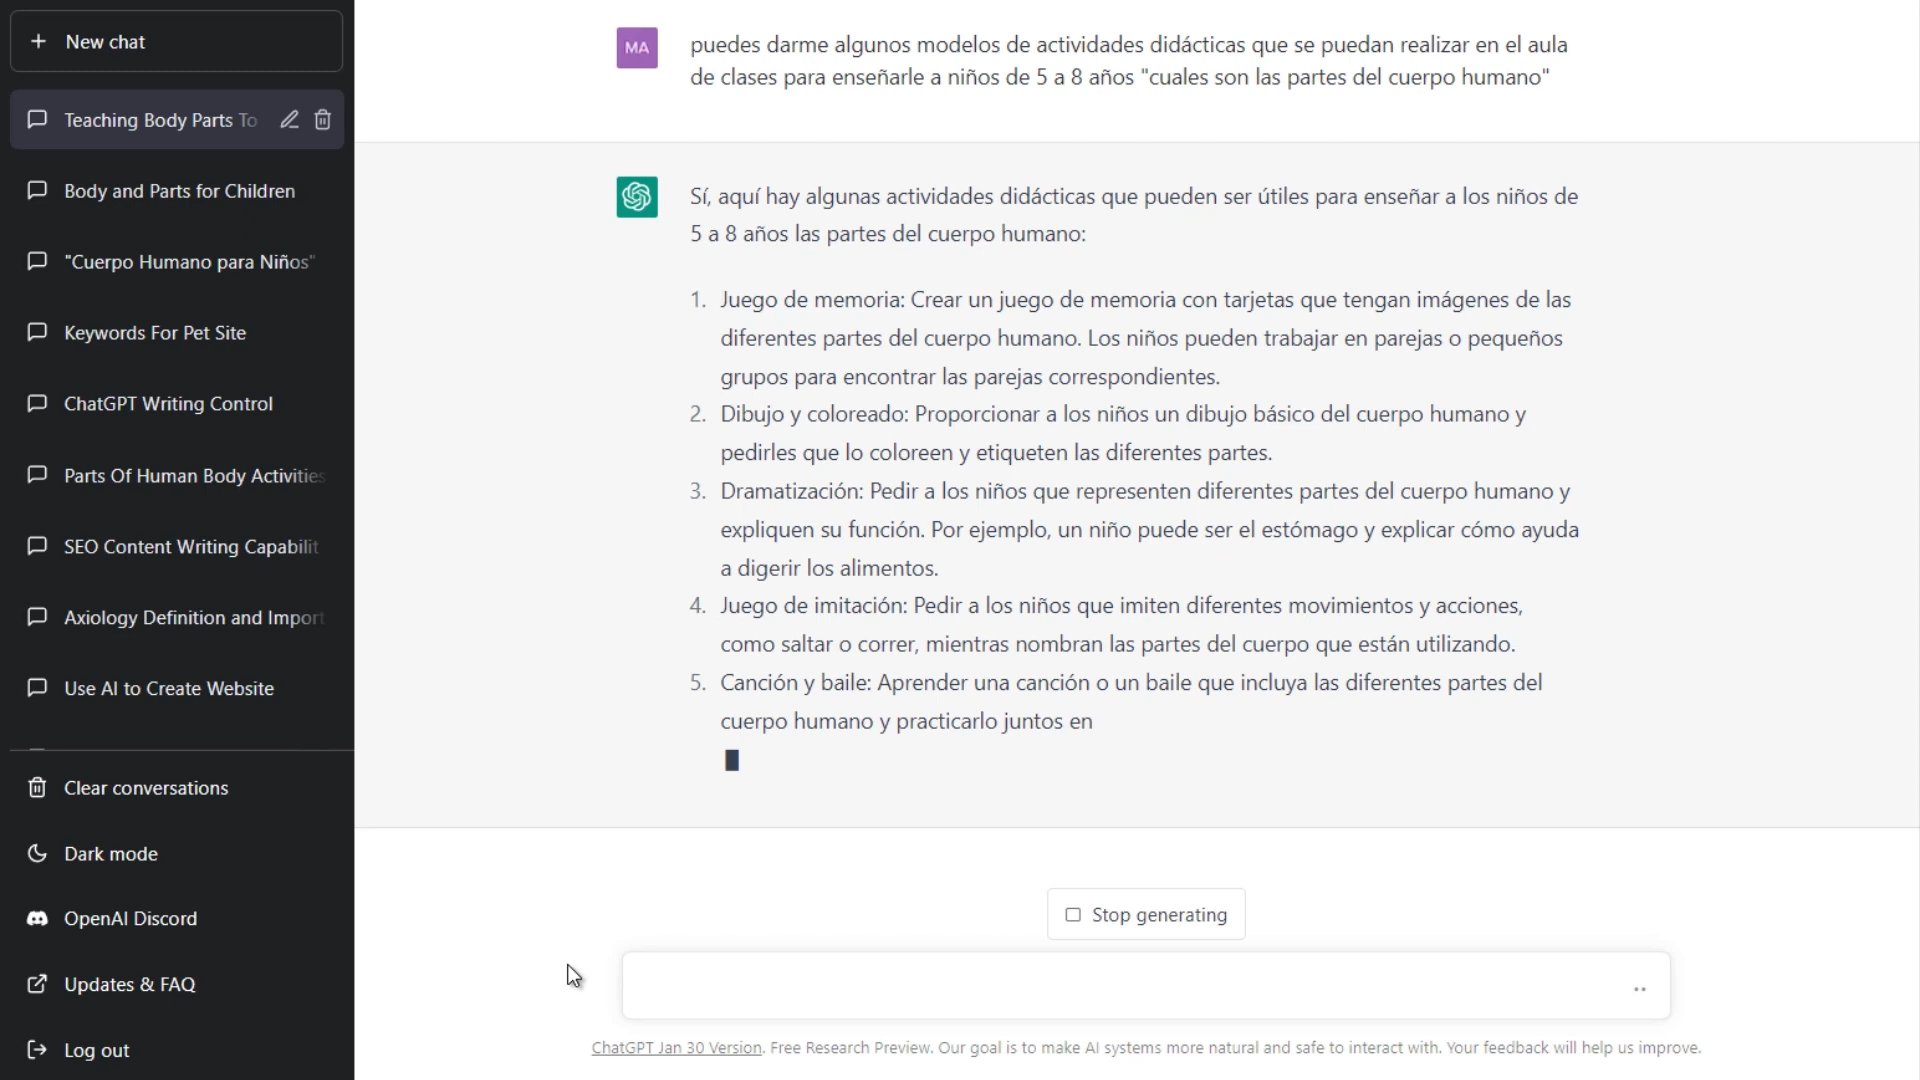 New chat
Teaching Body Parts To
Body and Parts for Children
"Cuerpo Humano para Niños"
Keywords For Pet Site
ChatGPT Writing Control
Parts Of Human Body Activities
SEO Content Writing Capabilit
Axiology Definition and Import
Use AI to Create Website
Clear conversations
Dark mode
OpenAI Discord
Updates & FAQ
Log out
MA
puedes darme algunos modelos de actividades didácticas que se puedan realizar en el aula
de clases para enseñarle a niños de 5 a 8 años "cuales son las partes del cuerpo humano"
Sí, aquí hay algunas actividades didácticas que pueden ser útiles para enseñar a los niños de
5 a 8 años las partes del cuerpo humano:
1. Juego de memoria: Crear un juego de memoria con tarjetas que tengan imágenes de las
diferentes partes del cuerpo humano. Los niños pueden trabajar en parejas o pequeños
grupos para encontrar las parejas correspondientes.
2. Dibujo y coloreado: Proporcionar a los niños un dibujo básico del cuerpo humano y
pedirles que lo coloreen y etiqueten las diferentes partes.
3. Dramatización: Pedir a los niños que representen diferentes partes del cuerpo humano y
expliquen su función. Por ejemplo, un niño puede ser el estómago y explicar cómo ayuda
a digerir los alimentos.
4. Juego de imitación: Pedir a los niños que imiten diferentes movimientos y acciones,
como saltar o correr, mientras nombran las partes del cuerpo que están utilizando.
5. Canción y baile: Aprender una canción o un baile que incluya las diferentes partes del
cuerpo humano y practicarlo juntos en
Stop generating
ChatGPT Jan 30 Version. Free Research Preview. Our goal is to make AI systems more natural and safe to interact with. Your feedback will help us improve.